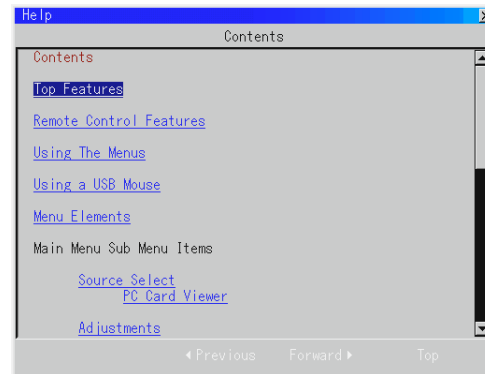 Help
Contents
Contents
Top Features
Remote Control Features
Using The Menus
Using a USB Mouse
Menu Elements
Main Menu Sub Menu Items
Source Select
PC Card Viewer
Adjustments
Previous Forward Top